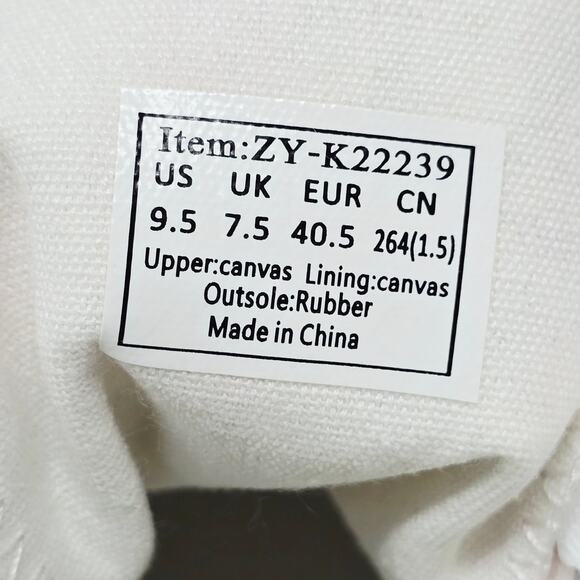 Item:ZY-K22239
US UK EUR CN
9.5 7.5 40.5 264(1.5)
Upper:canvas Lining:canvas
Outsole:Rubber
Made in China